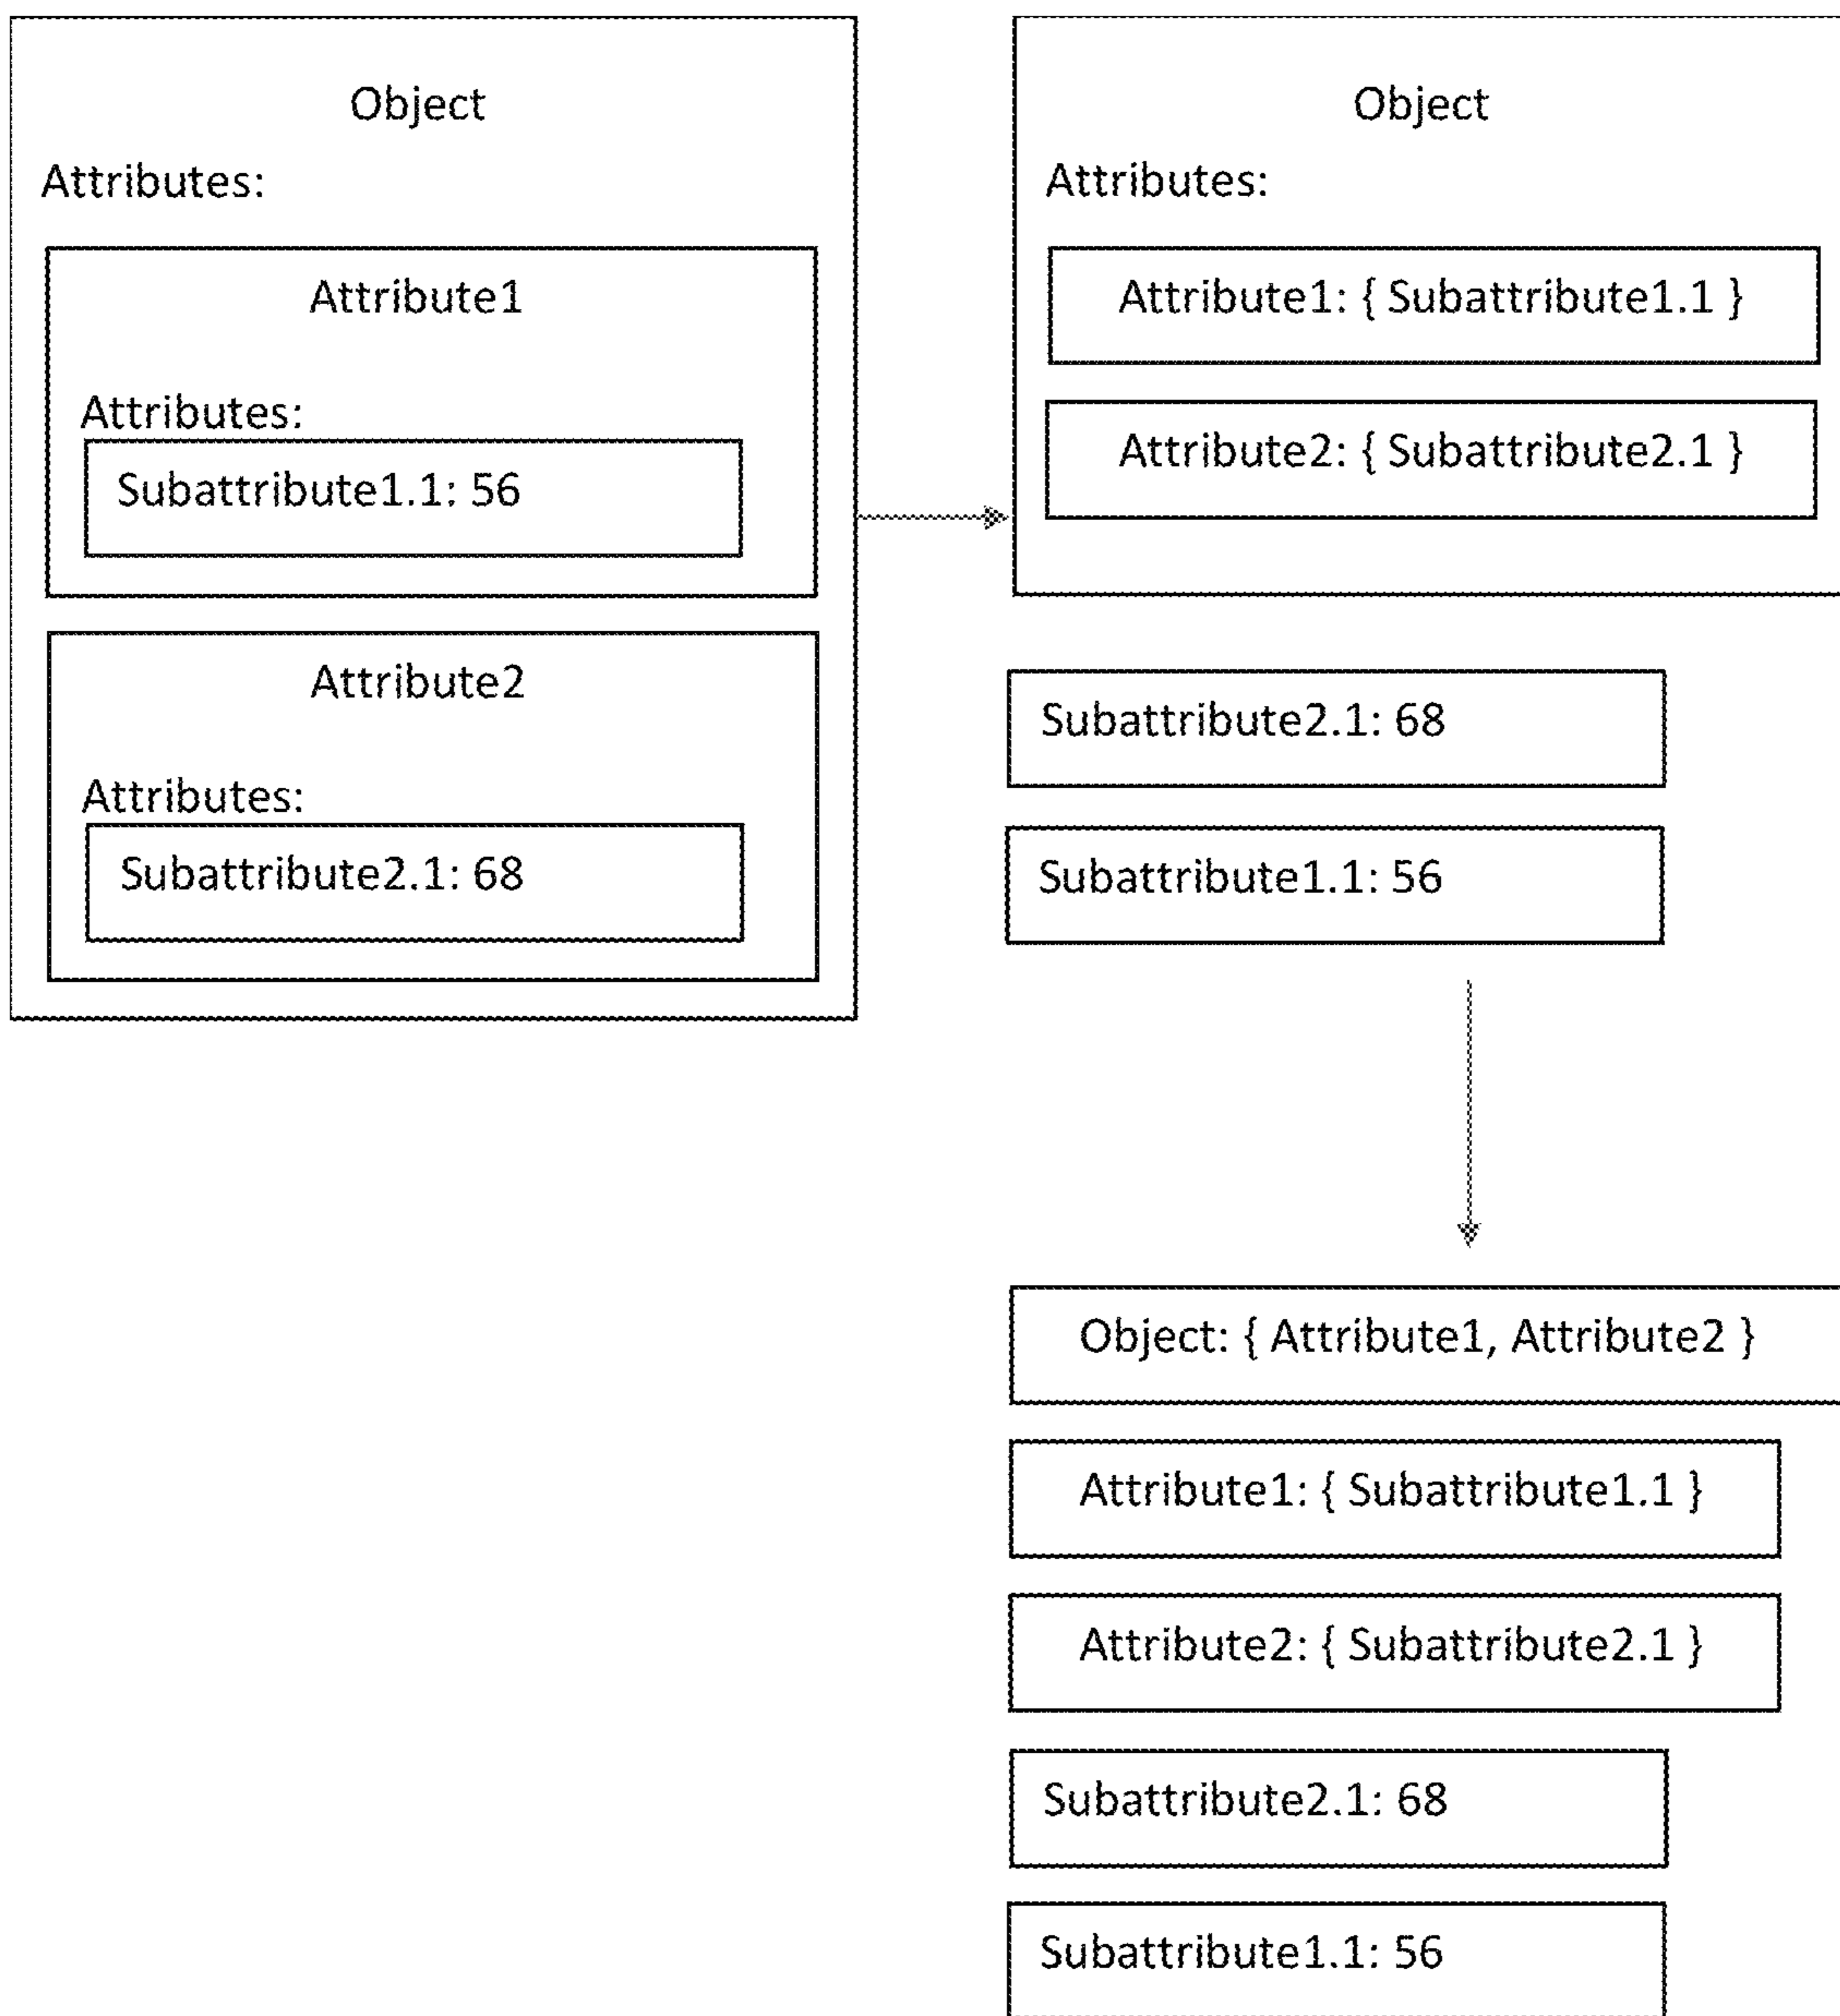 Object
Attributes:
Attribute1
Attributes:
Subattribute1.1: 56
Attribute2
Attributes:
Subattribute2.1: 68
Object
Attributes:
Attribute1: { Subattribute1.1 }
Attribute2: { Subattribute2.1 }
Subattribute2.1: 68
Subattribute1.1: 56
Object: { Attribute1, Attribute2 }
Attribute1: { Subattribute1.1 }
Attribute2: { Subattribute2.1 }
Subattribute2.1: 68
Subattribute1.1: 56